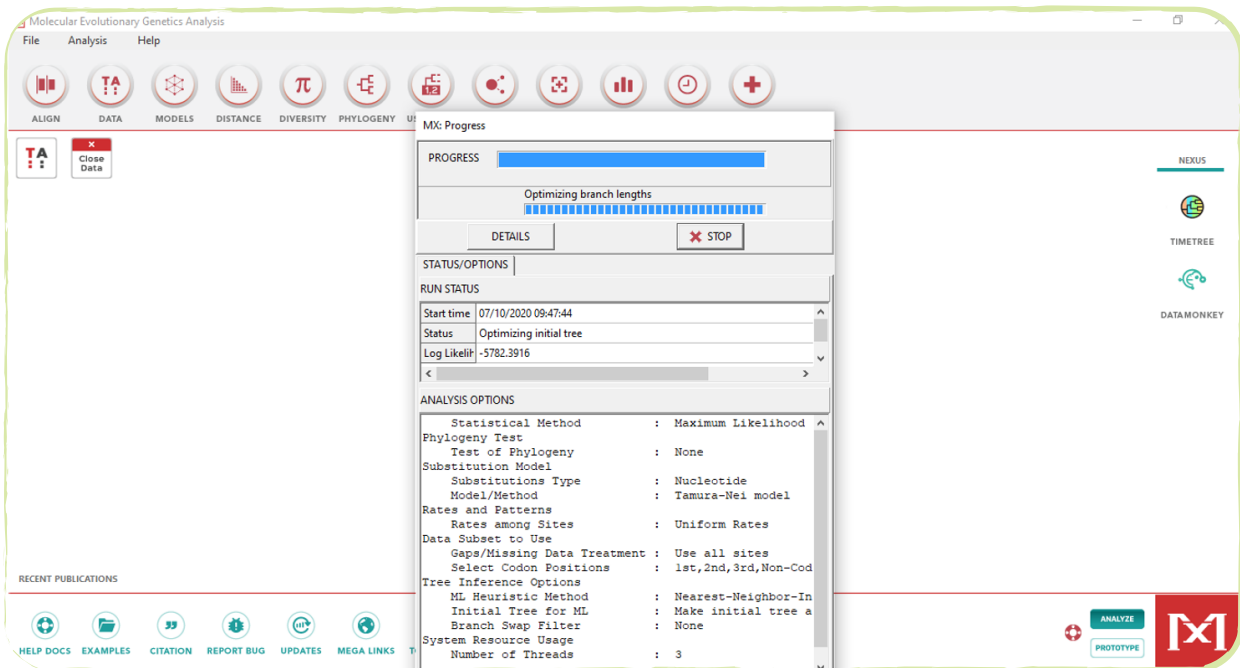 Molecular Evolutionary Genetics Analysis
File Analysis Help
TA
π
1.2
ALIGN DATA MODELS DISTANCE DIVERSITY PHYLOGENY
MX: Progress
PROGRESS
Optimizing branch lengths
DETAILS STOP
STATUS/OPTIONS
RUN STATUS
Start time 07/10/2020 09:47:44
Status Optimizing initial tree
Log Likelih -5782.3916
ANALYSIS OPTIONS
Statistical Method : Maximum Likelihood
Phylogeny Test
Test of Phylogeny : None
Substitution Model
Substitutions Type : Nucleotide
Model/Method : Tamura-Nei model
Rates and Patterns
Rates among Sites : Uniform Rates
Data Subset to Use
Gaps/Missing Data Treatment : Use all sites
Select Codon Positions : 1st,2nd,3rd,Non-Cod
Tree Inference Options
ML Heuristic Method : Nearest-Neighbor-In
Initial Tree for ML : Make initial tree a
Branch Swap Filter : None
System Resource Usage
Number of Threads : 3
TA
Close
Data
NEXUS
TIMETREE
DATAMONKEY
RECENT PUBLICATIONS
HELP DOCS EXAMPLES CITATION REPORT BUG UPDATES MEGA LINKS
ANALYZE
PROTOTYPE